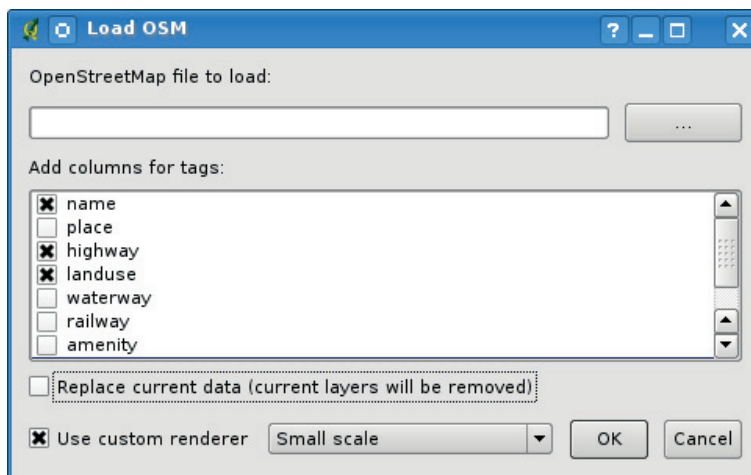 Load OSM
OpenStreetMap file to load:
...
Add columns for tags:
name
place
highway
landuse
waterway
railway
amenity
Replace current data (current layers will be removed)
Use custom renderer Small scale OK Cancel